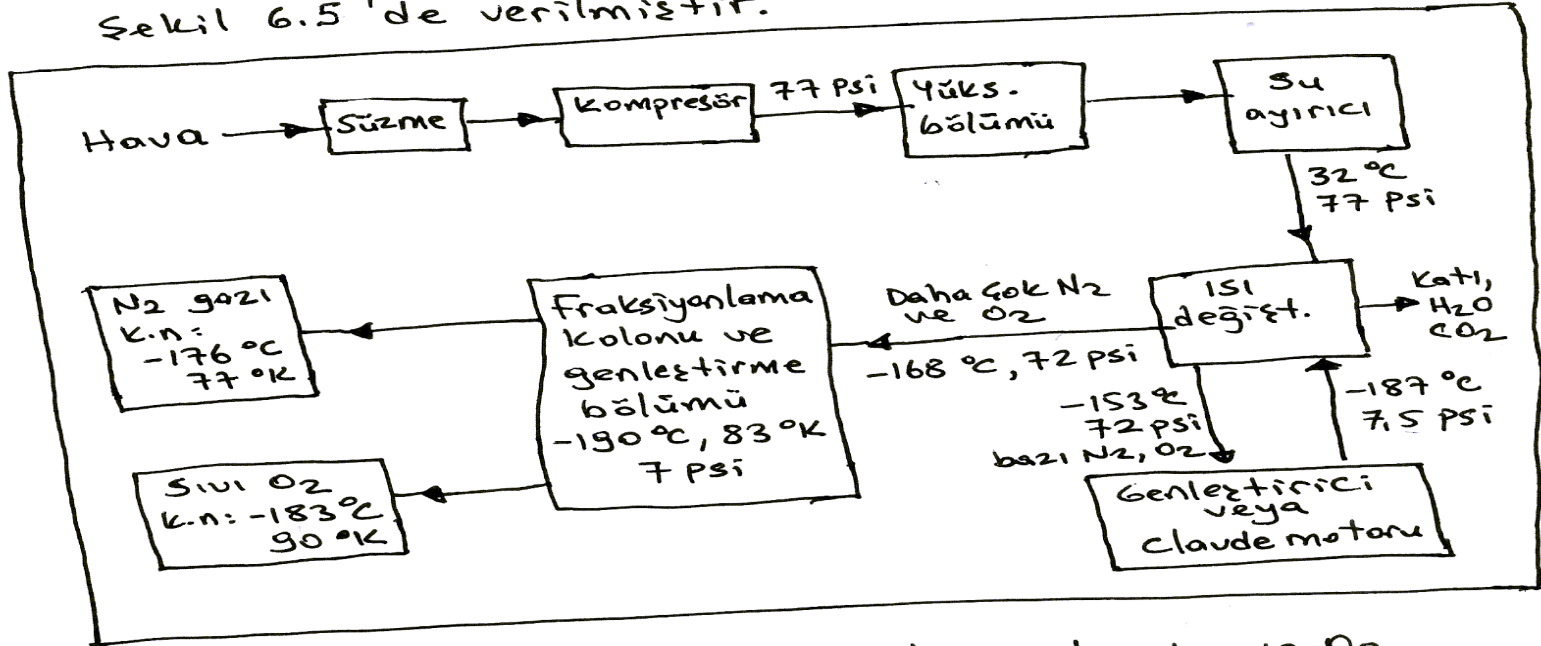 Şekil 6.5 'de verilmiştir.
Hava
Süzme
Kompresör
77 Psi
Yüks.
bölümü
Su
ayırıcı
32 °C
77 Psi
Isı
değişt.
Katı,
H2O
CO2
Daha çok N2
ve O2
-168 °C, 72 psi
-153 °C
72 psi
bazı N2, O2
-187 °C
7,5 psi
Genleştirici
veya
Claude motoru
Fraksiyonlama
Kolonu ve
genleştirme
bölümü
-190 °C, 83 °K
7 psi
N2 gazı
K.n:
-176 °C
77 °K
Sıvı O2
K.n: -183 °C
90 °K